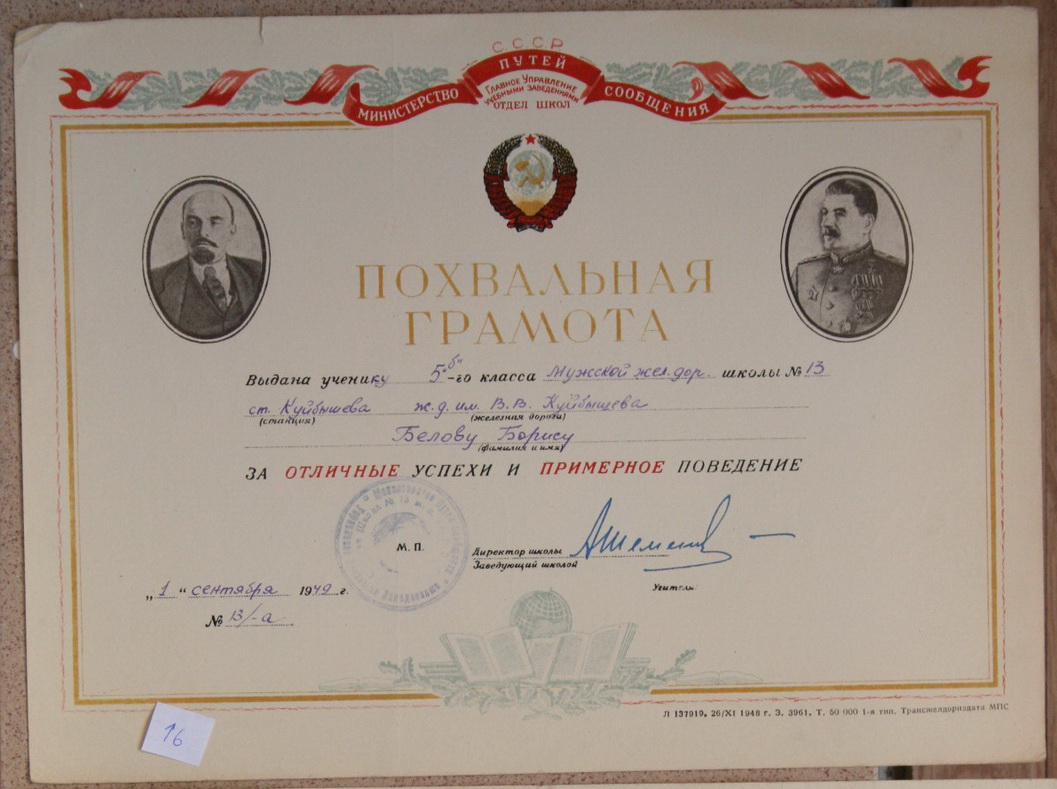 СССР
ПУТЕЙ
МИНИСТЕРСТВО СООБЩЕНИЯ
ГЛАВНОЕ УПРАВЛЕНИЕ
УЧЕБНЫМИ ЗАВЕДЕНИЯМИ
ОТДЕЛ ШКОЛ
ПОХВАЛЬНАЯ
ГРАМОТА
Выдана ученику 5"б"-го класса Мужской жел. дор. школы № 13
ст. Куйбышева ж.д. им. В.В. Куйбышева
(станция) (железная дорога)
Белову Борису
(фамилия и имя)
ЗА ОТЛИЧНЫЕ УСПЕХИ И ПРИМЕРНОЕ ПОВЕДЕНИЕ
М. П.
Директор школы
Заведующий школой
„1" сентября 1949 г.
Учитель
№ 13/-а
Л 137919, 26/XI 1948 г. З. 3961, Т. 50 000 1-я тип. Трансжелдориздата МПС
16